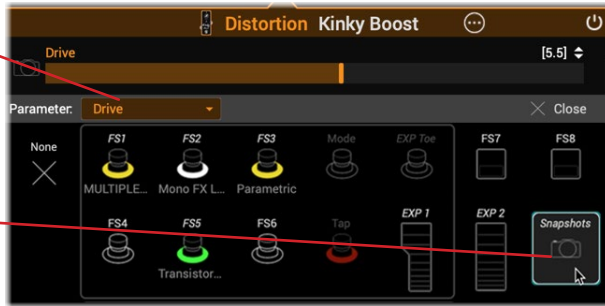 Distortion Kinky Boost
Drive [5.5]
Parameter: Drive Close
None FS1 FS2 FS3 Mode EXP Toe FS7 FS8
MULTIPLE... Mono FX L... Parametric
FS4 FS5 FS6 Tap EXP 1 EXP 2 Snapshots
Transistor...